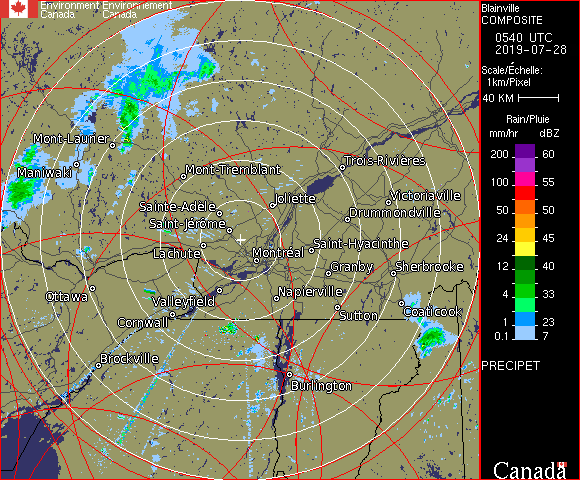 Environment Environnement
Canada Canada
Blainville
COMPOSITE
0540 UTC
2019-07-28
Scale/Échelle:
1km/Pixel
40 KM
Rain/Pluie
mm/hr dBZ
200 60
100 55
50 50
24 45
12 40
4 33
1 23
0.1 7
PRECIPET
Canada
Mont-Laurier
Maniwaki
Mont-Tremblant
Trois-Rivières
Joliette
Victoriaville
Sainte-Adèle
Drummondville
Saint-Jérôme
Saint-Hyacinthe
Lachute
Montréal
Granby
Sherbrooke
Ottawa
Valleyfield
Napierville
Coaticook
Cornwall
Sutton
Brockville
Burlington